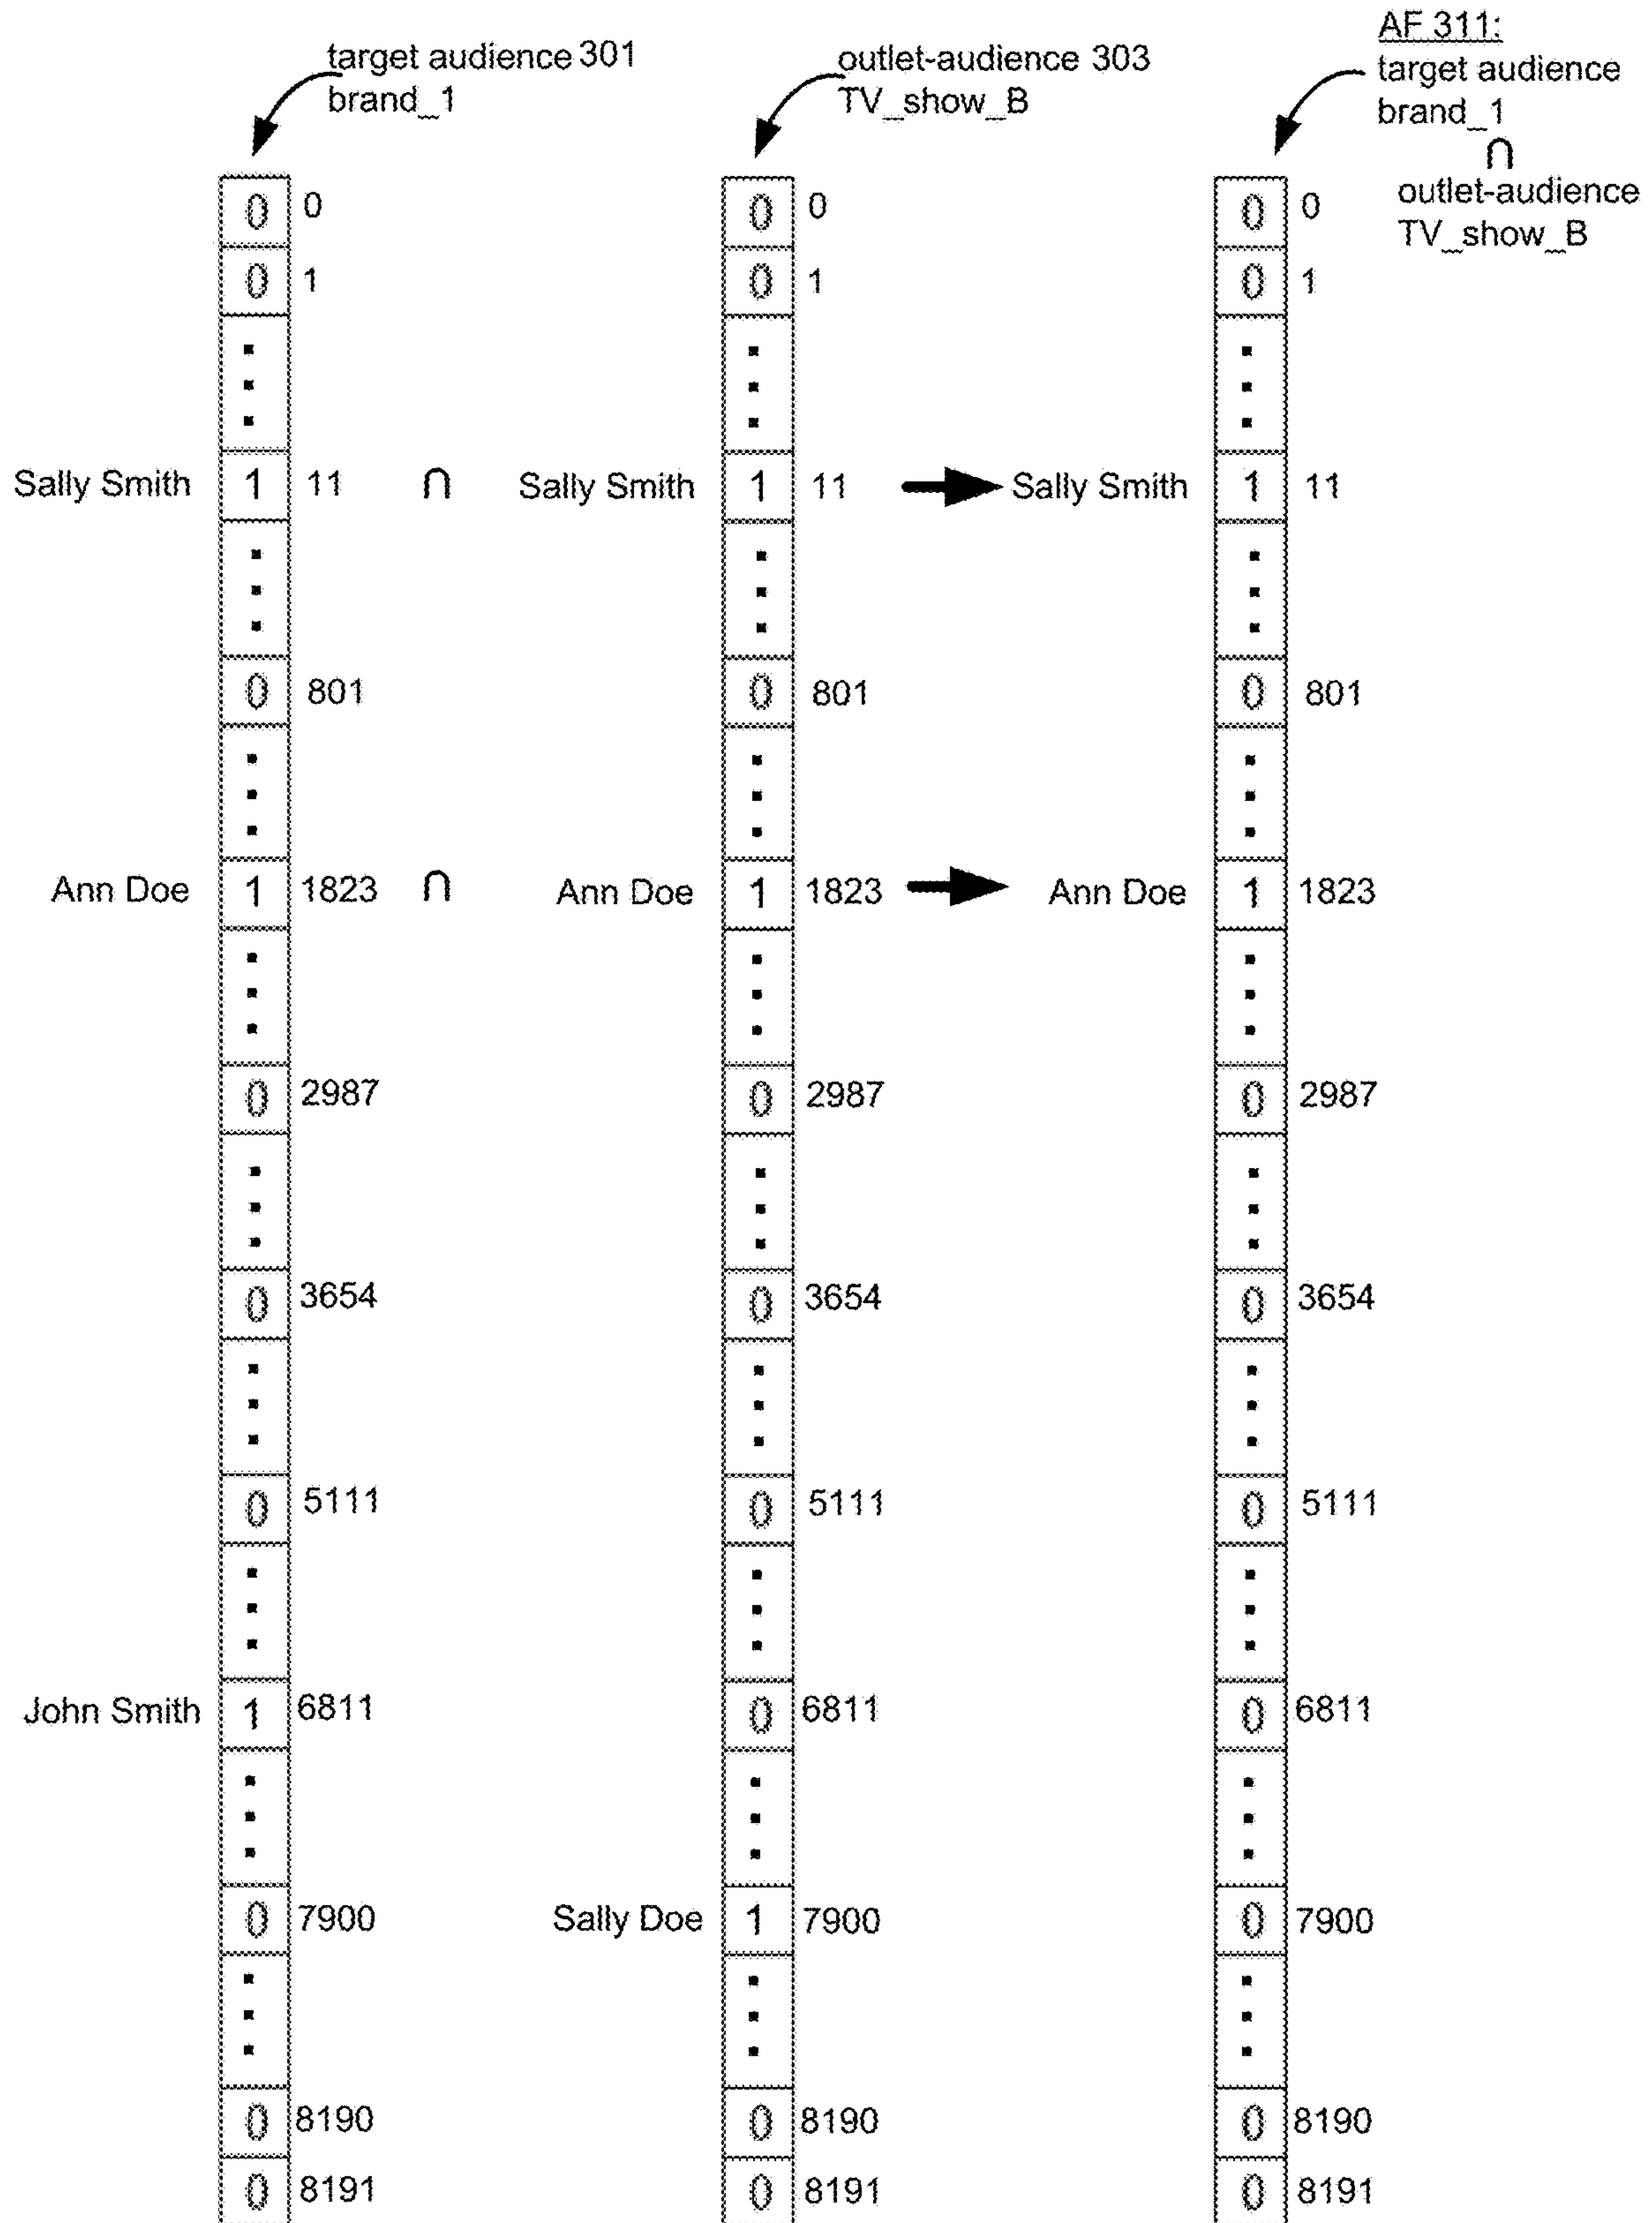 target audience 301
brand_1
outlet-audience 303
TV_show_B
AF 311:
target audience
brand_1
∩
outlet-audience
TV_show_B
0 0 0 0 0 0
0 1 0 1 0 1
Sally Smith 1 11 ∩ Sally Smith 1 11 Sally Smith 1 11
0 801 0 801 0 801
Ann Doe 1 1823 ∩ Ann Doe 1 1823 Ann Doe 1 1823
0 2987 0 2987 0 2987
0 3654 0 3654 0 3654
0 5111 0 5111 0 5111
John Smith 1 6811 0 6811 0 6811
0 7900 Sally Doe 1 7900 0 7900
0 8190 0 8190 0 8190
0 8191 0 8191 0 8191